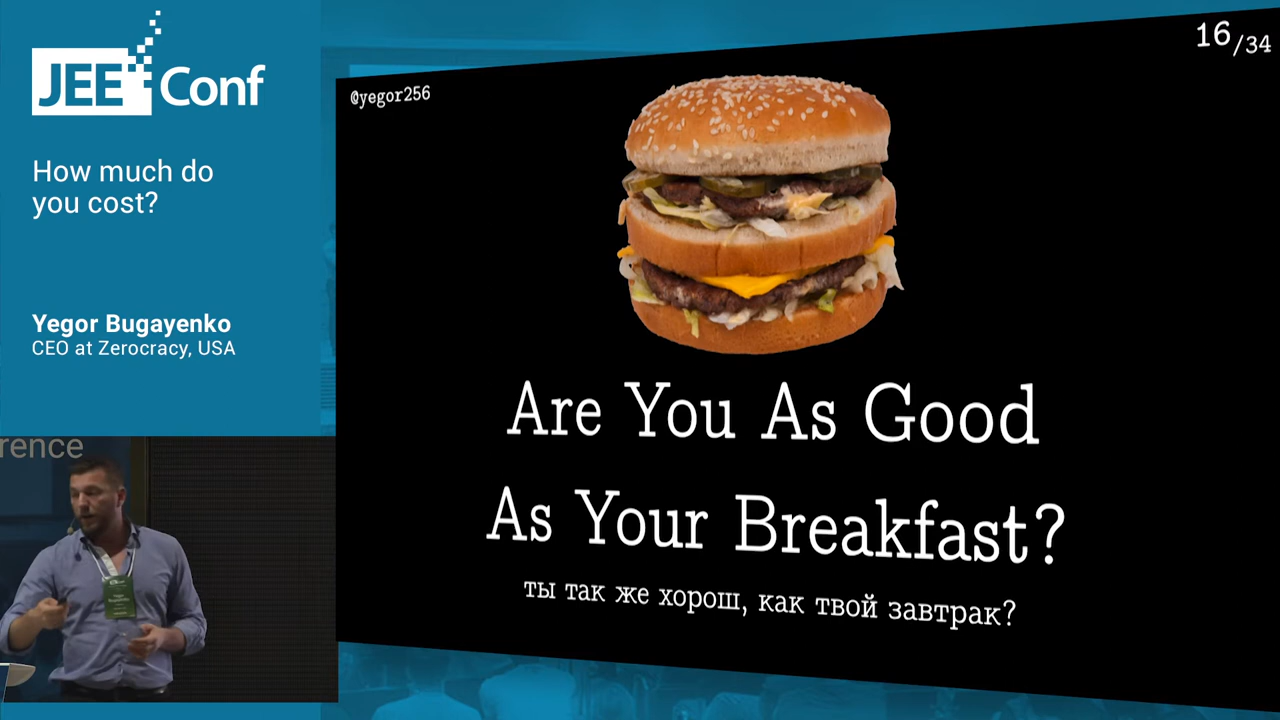 JEE Conf
How much do
you cost?
Yegor Bugayenko
CEO at Zerocracy, USA
rence
@yegor256
16/34
Are You As Good
As Your Breakfast?
ты так же хорош, как твой завтрак?